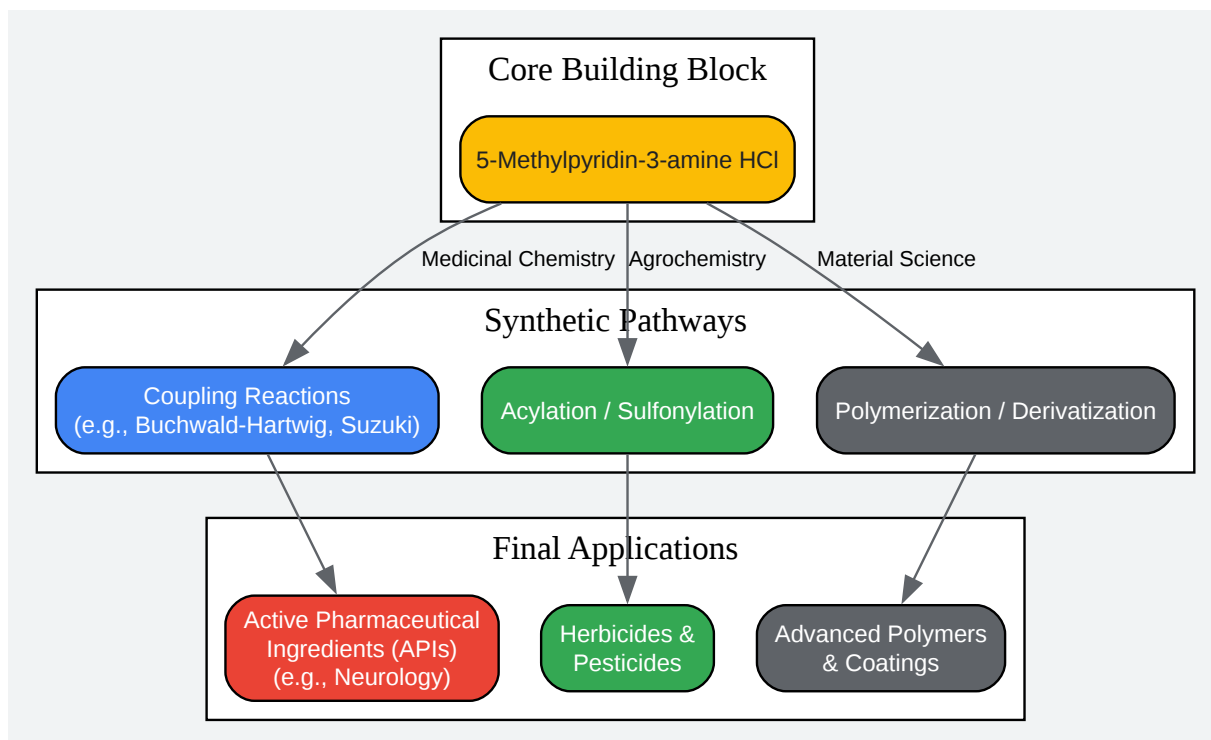 Core Building Block
5-Methylpyridin-3-amine HCl
Medicinal Chemistry
Agrochemistry
Material Science
Synthetic Pathways
Coupling Reactions
(e.g., Buchwald-Hartwig, Suzuki)
Acylation / Sulfonylation
Polymerization / Derivatization
Final Applications
Active Pharmaceutical
Ingredients (APIs)
(e.g., Neurology)
Herbicides &
Pesticides
Advanced Polymers
& Coatings